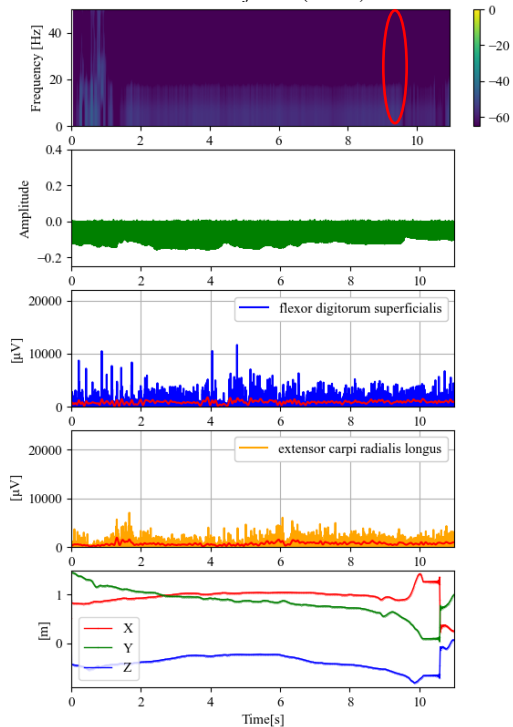 Frequency [Hz]
40
20
0
0 2 4 6 8 10
0
−20
−40
−60
Amplitude
0.4
0.2
0.0
−0.2
0 2 4 6 8 10
[μV]
20000
10000
0
flexor digitorum superficialis
0 2 4 6 8 10
[μV]
20000
10000
0
extensor carpi radialis longus
0 2 4 6 8 10
[m]
1
0
X
Y
Z
0 2 4 6 8 10
Time[s]